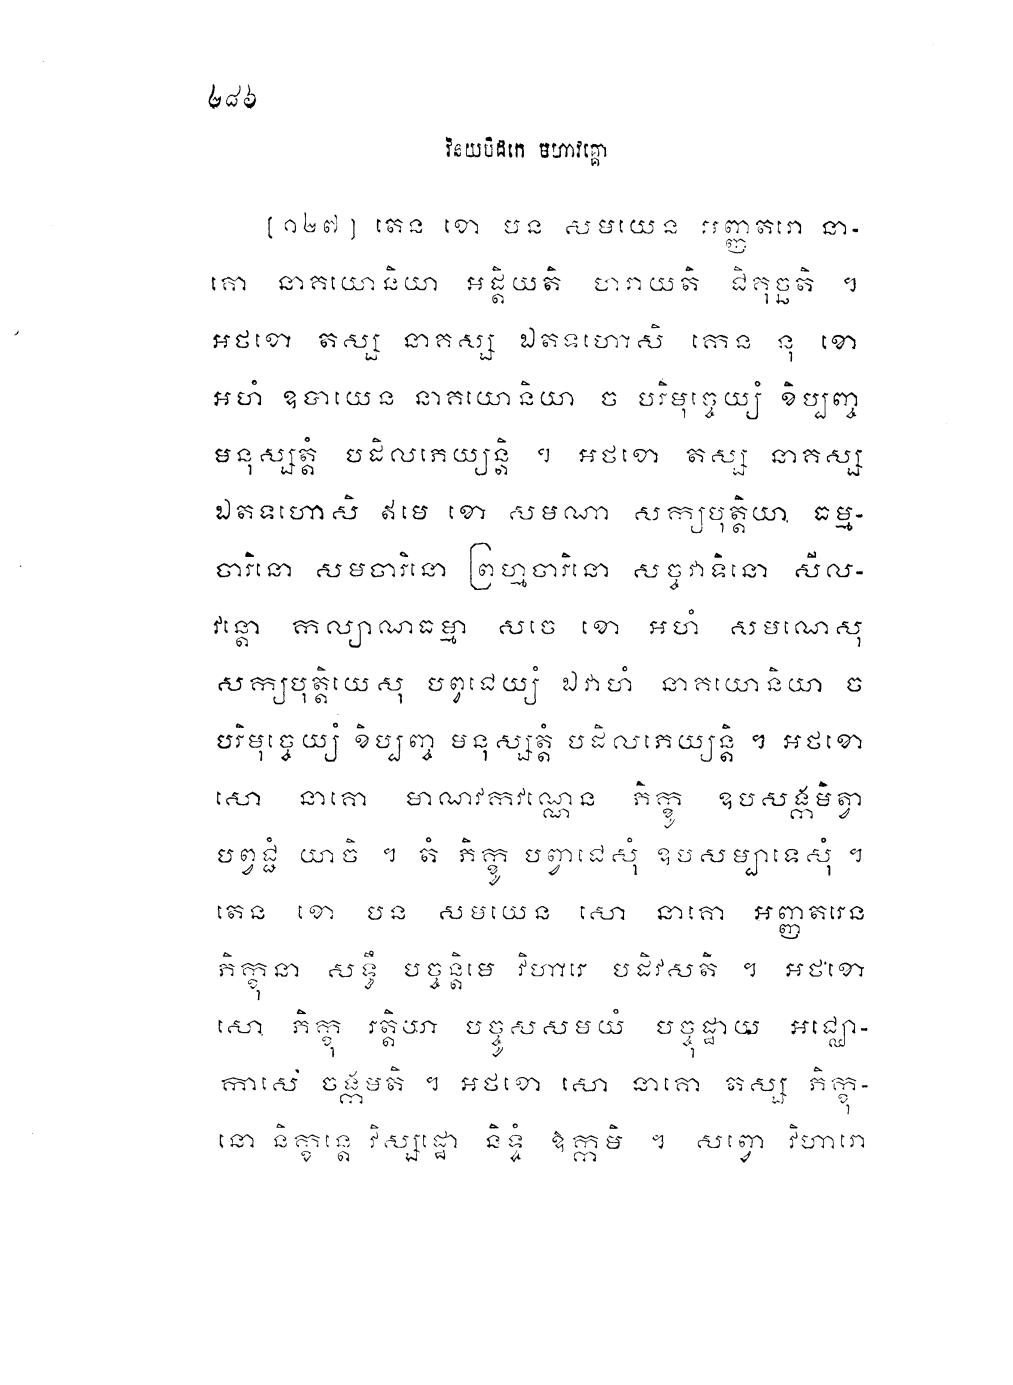 ២៨៦
វិនយបិដកេ មហាវគ្គោ
[១២៧] តេន ខោ បន សមយេន អញ្ញតរោ នា-
គោ នាគយោនិយា អដ្ដិយតិ ហរាយតិ ជិគុច្ឆតិ ។
អថខោ តស្ស នាគស្ស ឯតទហោសិ កេន នុ ខោ
អហំ ឧបាយេន នាគយោនិយា ច បរិមុច្ចេយ្យំ ខិប្បញ្ច
មនុស្សត្តំ បដិលភេយ្យន្តិ ។ អថខោ តស្ស នាគស្ស
ឯតទហោសិ ឥមេ ខោ សមណា សក្យបុត្តិយា ធម្ម-
ចារិនោ សមចារិនោ ព្រហ្មចារិនោ សច្ចវាទិនោ សីល-
វន្តោ កល្យាណធម្មា សចេ ខោ អហំ សមណេសុ
សក្យបុត្តិយេសុ បព្វជេយ្យំ ឯវាហំ នាគយោនិយា ច
បរិមុច្ចេយ្យំ ខិប្បញ្ច មនុស្សត្តំ បដិលភេយ្យន្តិ ។ អថខោ
សោ នាគោ មាណវកវណ្ណេន ភិក្ខូ ឧបសង្កមិត្វា
បព្វជ្ជំ យាចិ ។ តំ ភិក្ខូ បព្វាជេសុំ ឧបសម្បាទេសុំ ។
តេន ខោ បន សមយេន សោ នាគោ អញ្ញតរេន
ភិក្ខុនា សទ្ធឹ បច្ចន្តិមេ វិហារេ បដិវសតិ ។ អថខោ
សោ ភិក្ខុ រត្តិយា បច្ចូសសមយំ បច្ចុដ្ឋាយ អជ្ឈោ-
កាសេ ចង្កមតិ ។ អថខោ សោ នាគោ តស្ស ភិក្ខុ-
នោ និក្ខន្តេ វិស្សដ្ឋោ និទ្ទំ ឱក្កមិ ។ សព្វោ វិហារោ